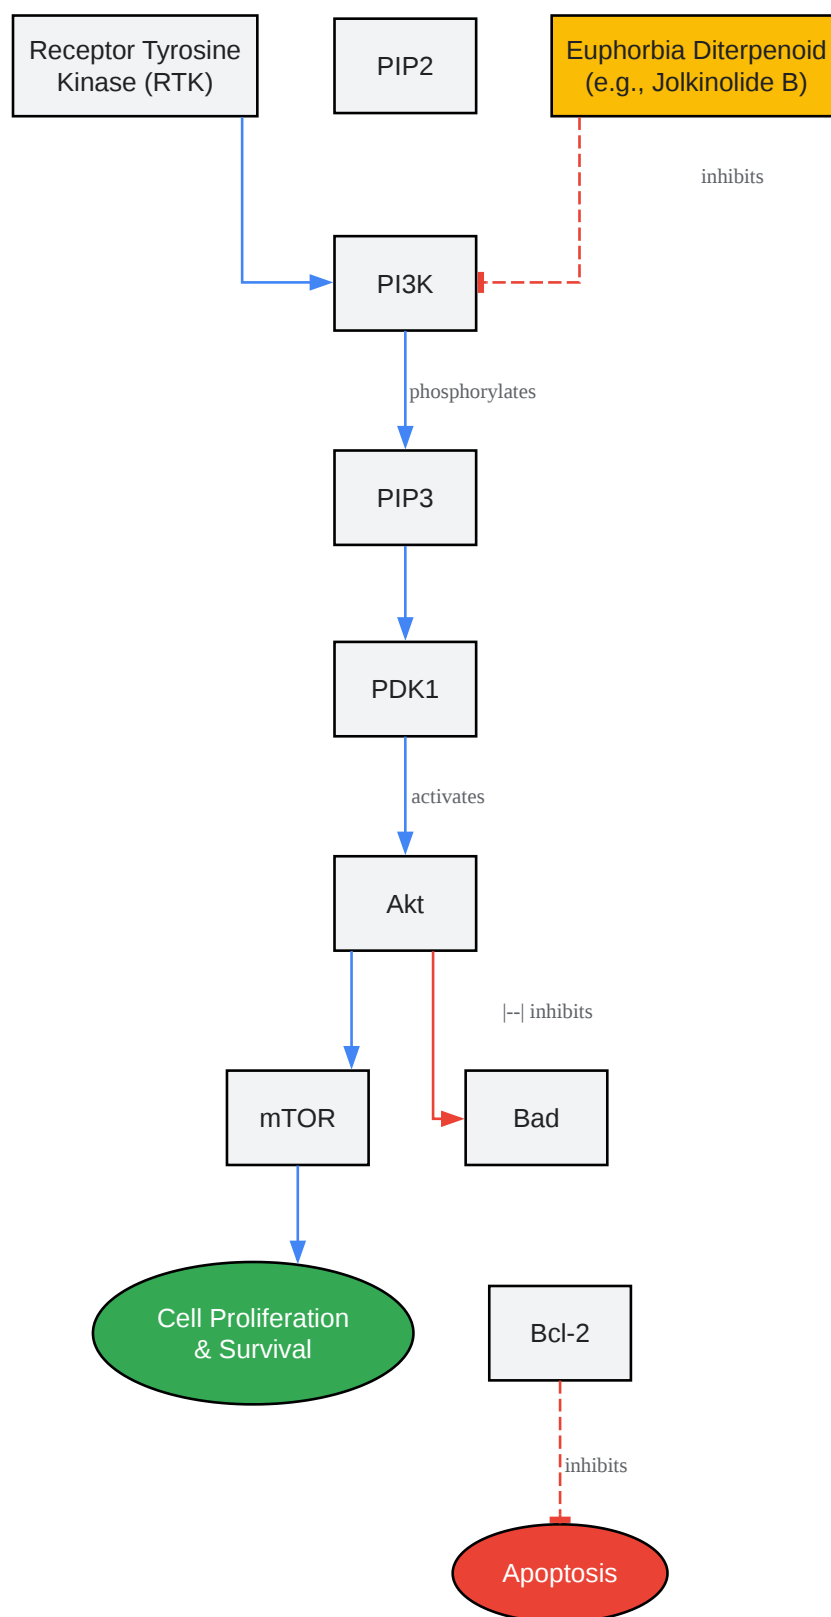 Receptor Tyrosine
Kinase (RTK)
PIP2
Euphorbia Diterpenoid
(e.g., Jolkinolide B)
inhibits
PI3K
phosphorylates
PIP3
PDK1
activates
Akt
|--| inhibits
mTOR
Bad
Cell Proliferation
& Survival
Bcl-2
inhibits
Apoptosis